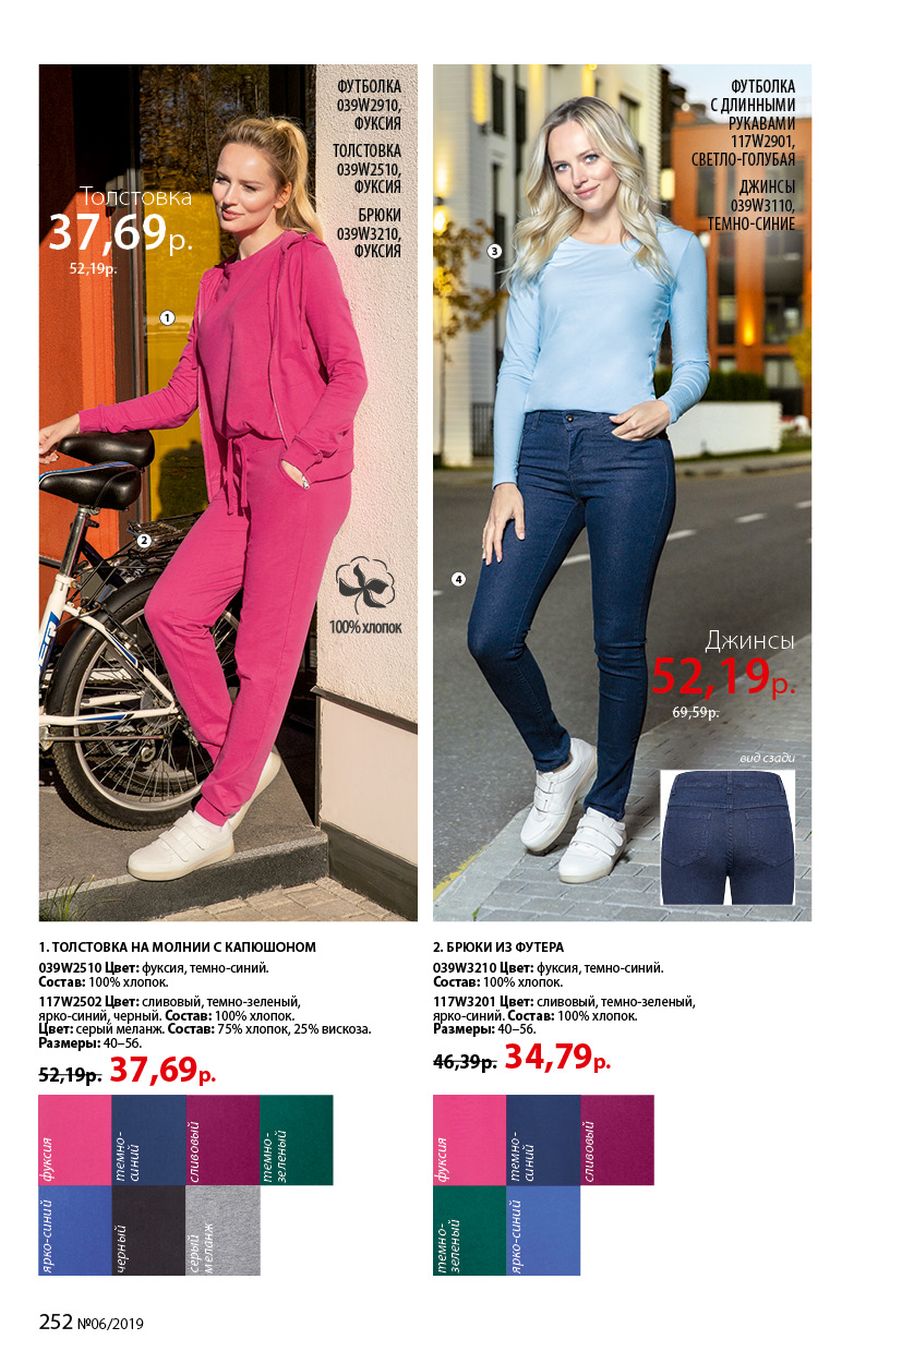 ФУТБОЛКА
039W2910,
ФУКСИЯ
ТОЛСТОВКА
039W2510,
ФУКСИЯ
БРЮКИ
039W3210,
ФУКСИЯ
Толстовка
37,69р.
52,19р.
1
2
100% хлопок
ФУТБОЛКА
С ДЛИННЫМИ
РУКАВАМИ
117W2901,
СВЕТЛО-ГОЛУБАЯ
ДЖИНСЫ
039W3110,
ТЕМНО-СИНИЕ
3
4
Джинсы
52,19р.
69,59р.
вид сзади
1. ТОЛСТОВКА НА МОЛНИИ С КАПЮШОНОМ
039W2510 Цвет: фуксия, темно-синий.
Состав: 100% хлопок.
117W2502 Цвет: сливовый, темно-зеленый,
ярко-синий, черный. Состав: 100% хлопок.
Цвет: серый меланж. Состав: 75% хлопок, 25% вискоза.
Размеры: 40–56.
52,19р. 37,69р.
фуксия
темно-
синий
сливовый
темно-
зеленый
ярко-синий
черный
серый
меланж
2. БРЮКИ ИЗ ФУТЕРА
039W3210 Цвет: фуксия, темно-синий.
Состав: 100% хлопок.
117W3201 Цвет: сливовый, темно-зеленый,
ярко-синий. Состав: 100% хлопок.
Размеры: 40–56.
46,39р. 34,79р.
фуксия
темно-
синий
сливовый
темно-
зеленый
ярко-синий
252 №06/2019